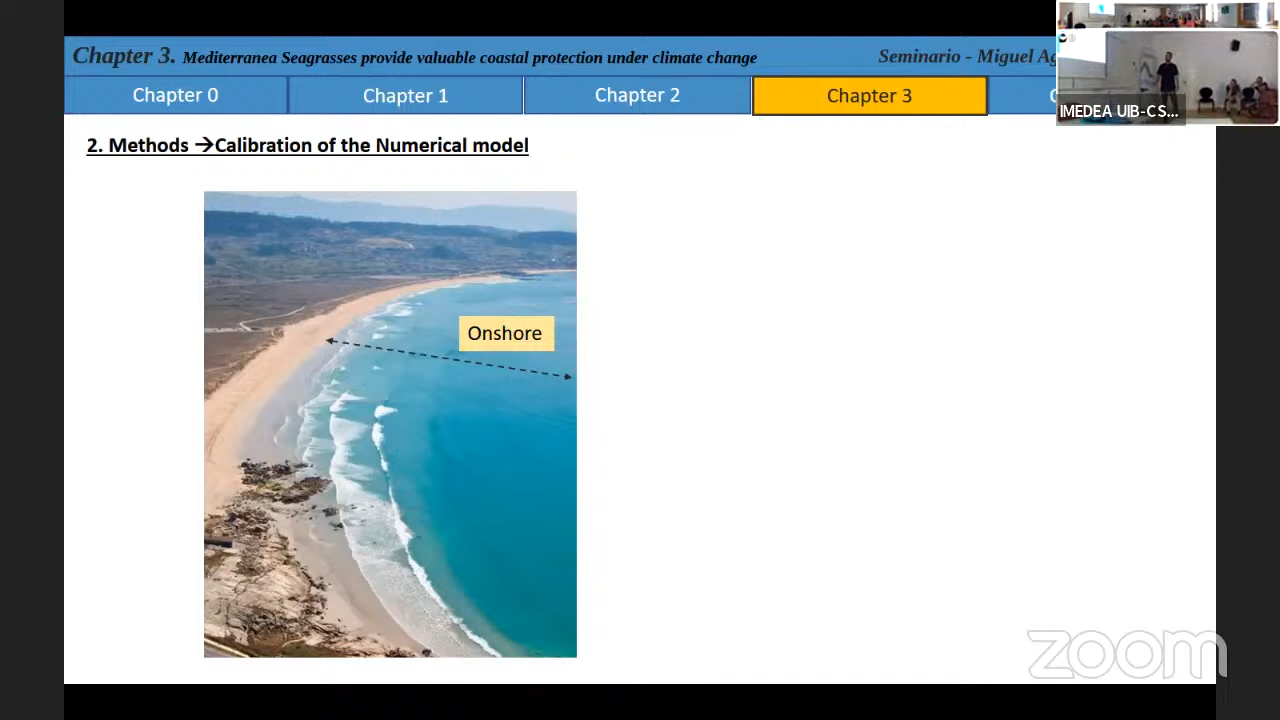 Chapter 3. Mediterranea Seagrasses provide valuable coastal protection under climate change
Seminario - Miguel Ag
Chapter 0
Chapter 1
Chapter 2
Chapter 3
IMEDEA UIB-CS...
2. Methods →Calibration of the Numerical model
Onshore
zoom